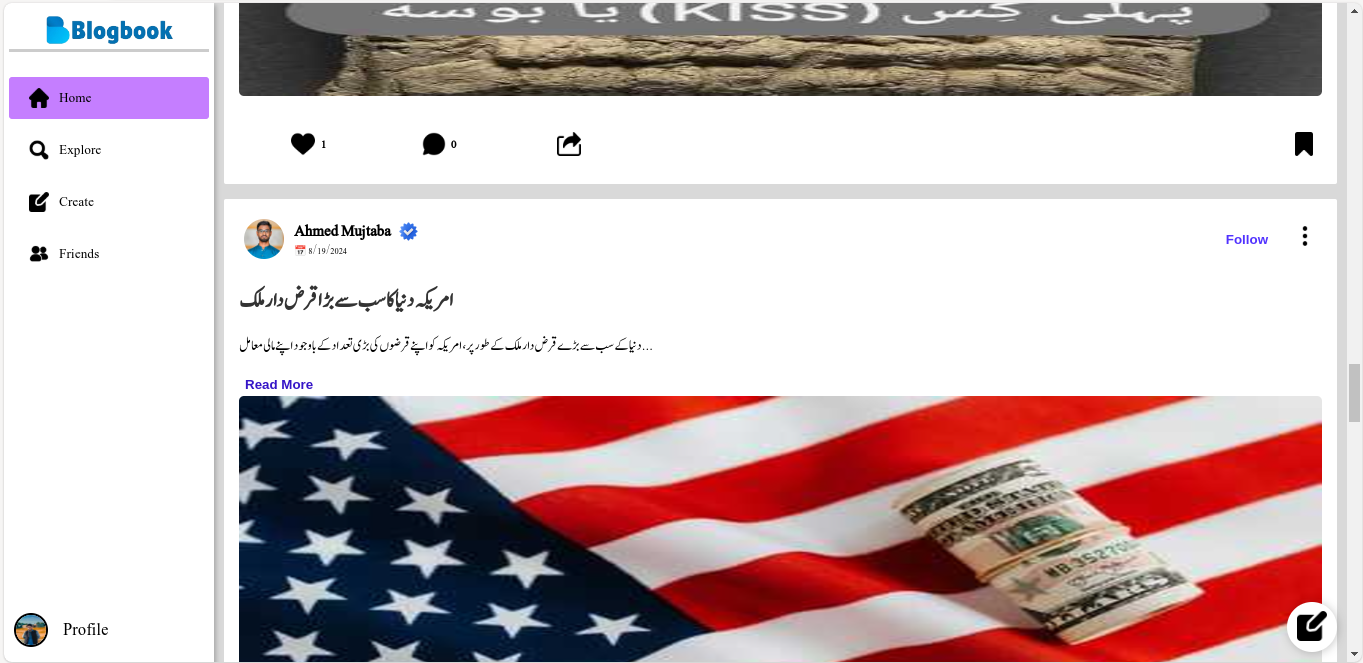 Blogbook
پہلی کِس (KISS) یا بوسہ
Home
Explore
Create
Friends
1
0
Ahmed Mujtaba
8/19/2024
Follow
امریکہ دنیا کا سب سے بڑا قرض دار ملک
دنیا کے سب سے بڑے قرض دار ملک کے طور پر، امریکہ کو اپنے قرضوں کی بڑی تعداد کے باوجود اپنے مالی معامل...
Read More
Profile